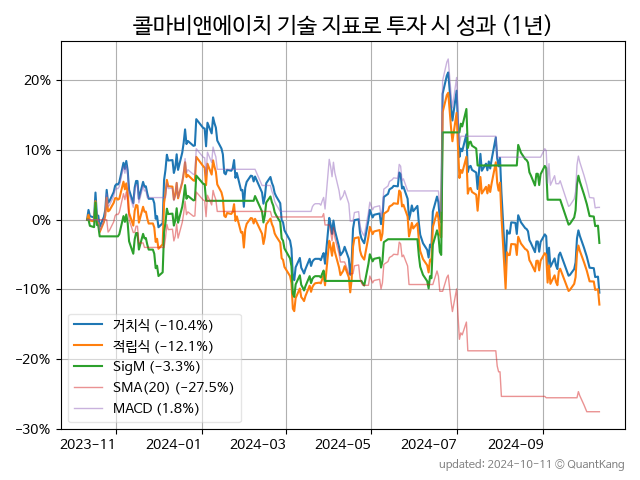 콜마비앤에이치 기술 지표로 투자 시 성과 (1년)
20%
10%
0%
−10%
−20%
−30%
거치식 (−10.4%)
적립식 (−12.1%)
SigM (−3.3%)
SMA(20) (−27.5%)
MACD (1.8%)
2023-11
2024-01
2024-03
2024-05
2024-07
2024-09
updated: 2024-10-11 © QuantKang